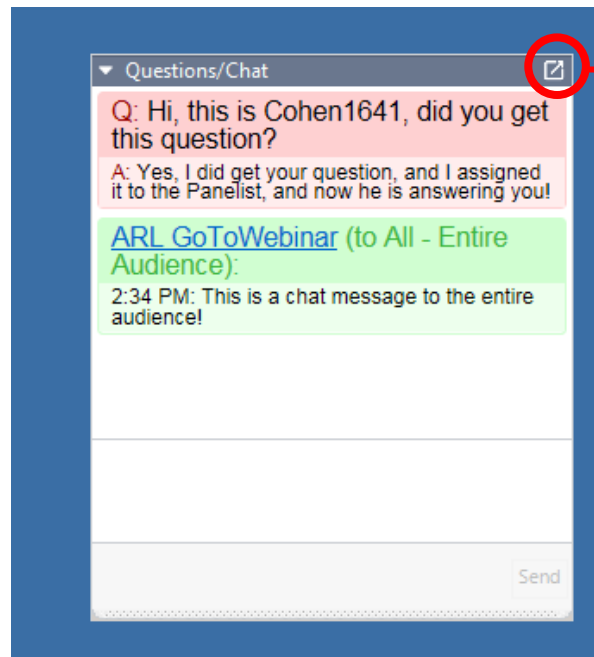 Questions/Chat
Q: Hi, this is Cohen1641, did you get
this question?
A: Yes, I did get your question, and I assigned
it to the Panelist, and now he is answering you!
ARL GoToWebinar (to All - Entire
Audience):
2:34 PM: This is a chat message to the entire
audience!
Send